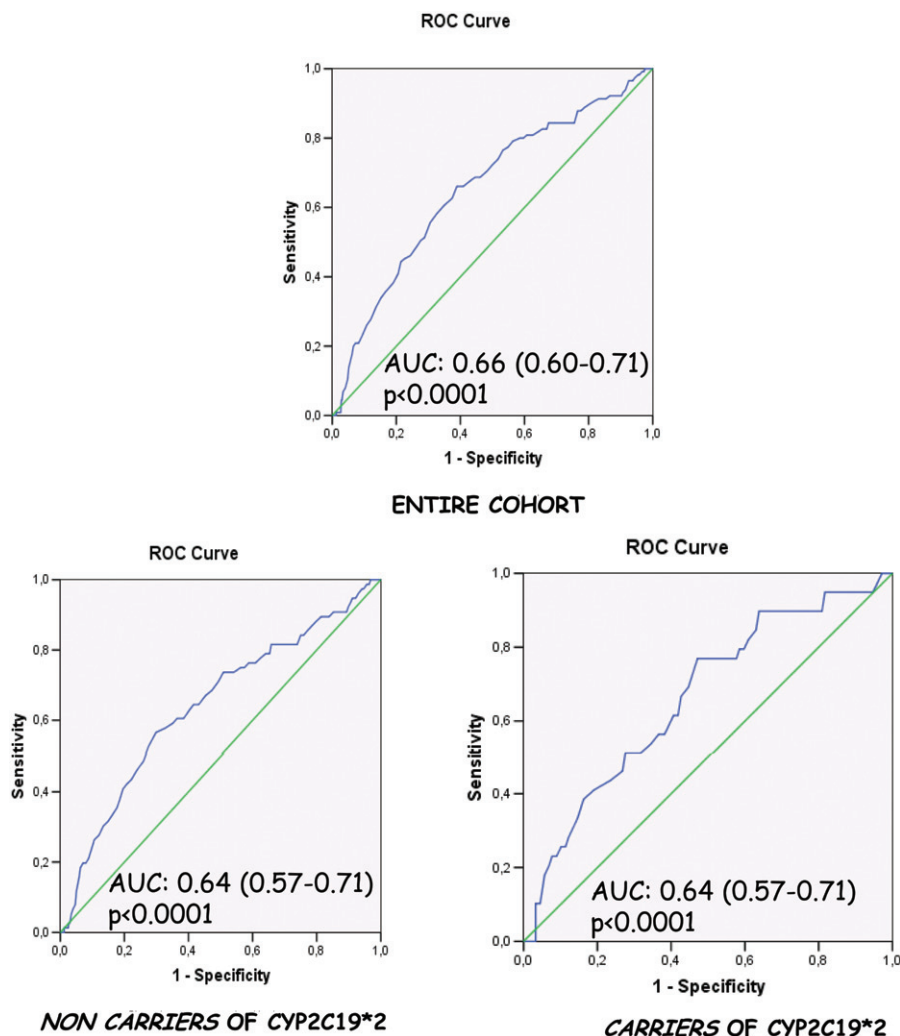 ROC Curve
1,0
0,8
0,6
0,4
0,2
0,0
Sensitivity
AUC: 0.66 (0.60-0.71)
p<0.0001
0,0 0,2 0,4 0,6 0,8 1,0
1 - Specificity
ENTIRE COHORT
ROC Curve
1,0
0,8
0,6
0,4
0,2
0,0
Sensitivity
AUC: 0.64 (0.57-0.71)
p<0.0001
0,0 0,2 0,4 0,6 0,8 1,0
1 - Specificity
NON CARRIERS OF CYP2C19*2
ROC Curve
1,0
0,8
0,6
0,4
0,2
0,0
Sensitivity
AUC: 0.64 (0.57-0.71)
p<0.0001
0,0 0,2 0,4 0,6 0,8 1,0
1 - Specificity
CARRIERS OF CYP2C19*2